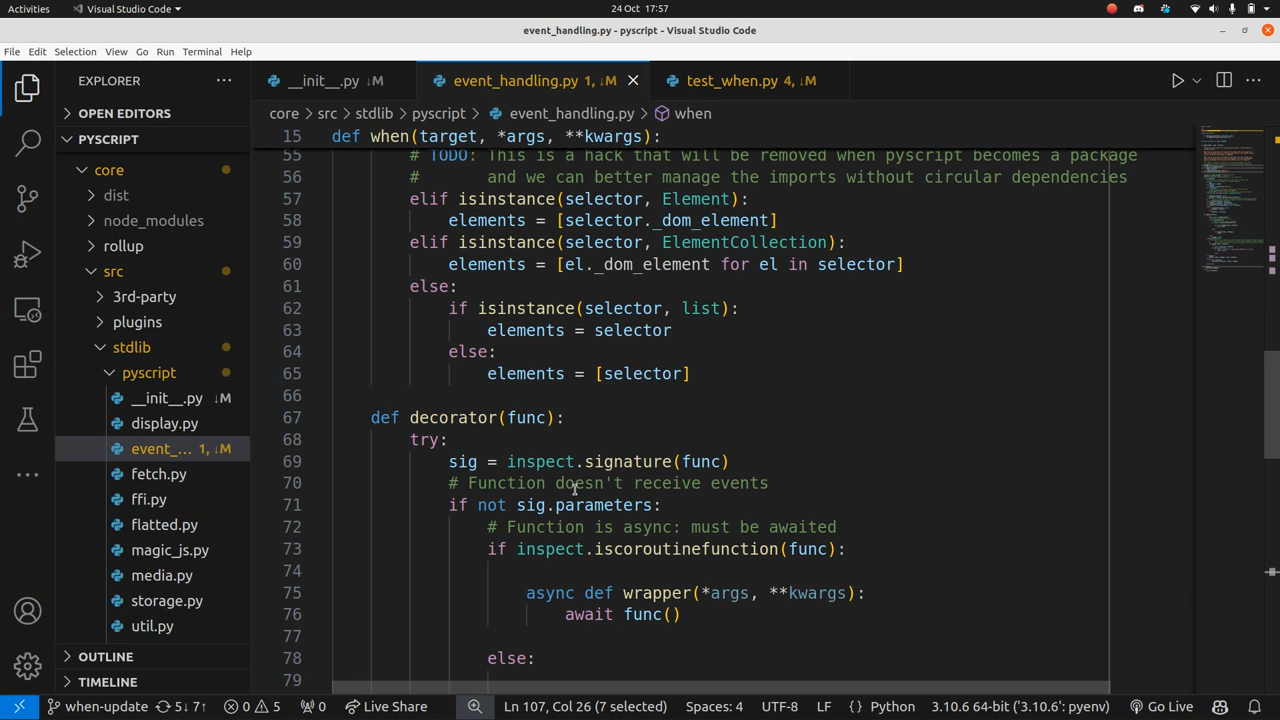 Activities
Visual Studio Code
24 Oct 17:57
event_handling.py - pyscript - Visual Studio Code
File Edit Selection View Go Run Terminal Help
EXPLORER
OPEN EDITORS
PYSCRIPT
core
dist
node_modules
rollup
src
3rd-party
plugins
stdlib
pyscript
__init__.py ↓M
display.py
event_... 1, ↓M
fetch.py
ffi.py
flatted.py
magic_js.py
media.py
storage.py
util.py
OUTLINE
TIMELINE
__init__.py ↓M
event_handling.py 1, ↓M
test_when.py 4, ↓M
core > src > stdlib > pyscript > event_handling.py > when
15 def when(target, *args, **kwargs):
55 # TODO: This is a hack that will be removed when pyscript becomes a package
56 # and we can better manage the imports without circular dependencies
57 elif isinstance(selector, Element):
58 elements = [selector._dom_element]
59 elif isinstance(selector, ElementCollection):
60 elements = [el._dom_element for el in selector]
61 else:
62 if isinstance(selector, list):
63 elements = selector
64 else:
65 elements = [selector]
66
67 def decorator(func):
68 try:
69 sig = inspect.signature(func)
70 # Function doesn't receive events
71 if not sig.parameters:
72 # Function is async: must be awaited
73 if inspect.iscoroutinefunction(func):
74
75 async def wrapper(*args, **kwargs):
76 await func()
77
78 else:
79
when-update 5↓ 7↑ 0 5 0 Live Share Ln 107, Col 26 (7 selected) Spaces: 4 UTF-8 LF { } Python 3.10.6 64-bit ('3.10.6': pyenv) Go Live